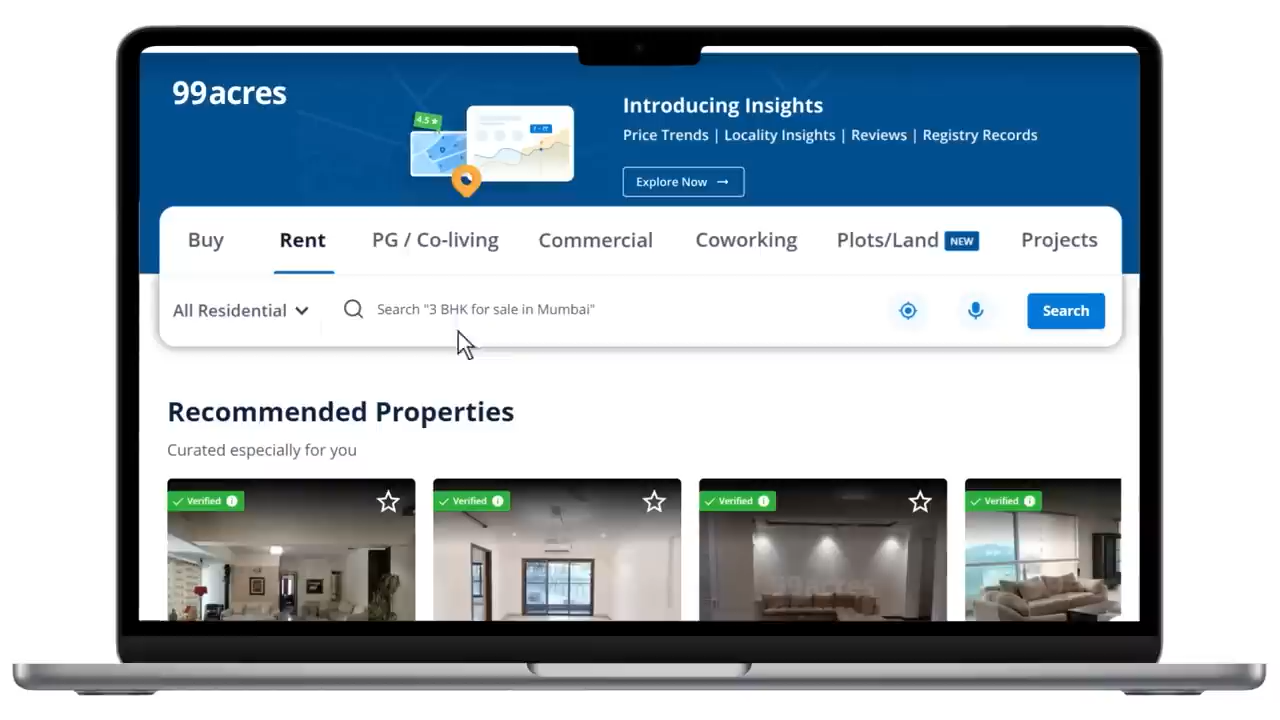 99acres
4.5 ★
Introducing Insights
Price Trends | Locality Insights | Reviews | Registry Records
Explore Now →
Buy
Rent
PG / Co-living
Commercial
Coworking
Plots/Land NEW
Projects
All Residential
Search "3 BHK for sale in Mumbai"
Search
Recommended Properties
Curated especially for you
Verified
Verified
Verified
Verified
99acres